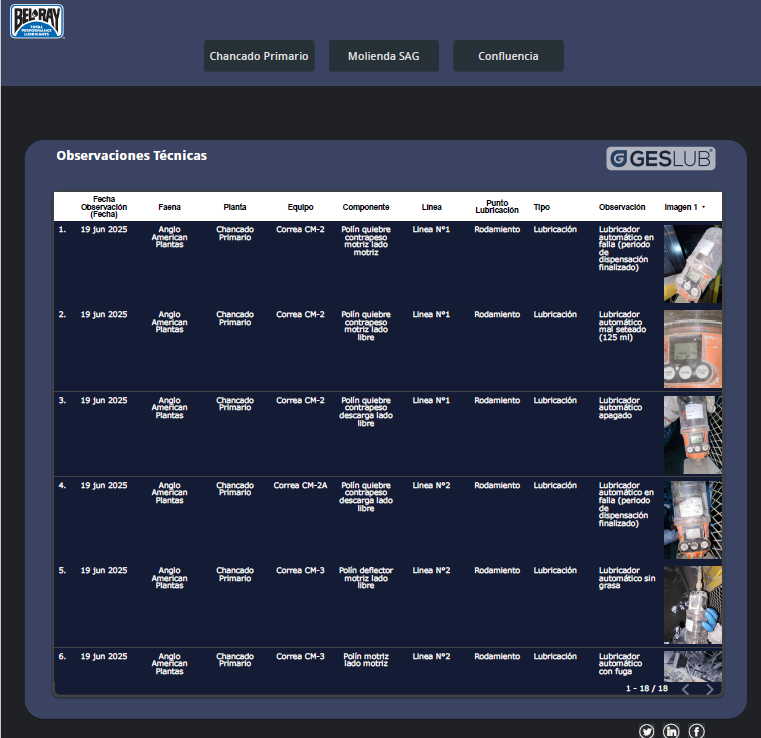 BEL-RAY
TOTAL
PERFORMANCE
LUBRICANTS
Chancado Primario
Molienda SAG
Confluencia
Observaciones Técnicas
GESLUB
Fecha Observación (Fecha) Faena Planta Equipo Componente Linea Punto Lubricación Tipo Observación Imagen 1
1. 19 jun 2025 Anglo American Plantas Chancado Primario Correa CM-2 Polín quiebre contrapeso motriz lado motriz Linea N°1 Rodamiento Lubricación Lubricador automático en falla (periodo de dispensación finalizado)
2. 19 jun 2025 Anglo American Plantas Chancado Primario Correa CM-2 Polín quiebre contrapeso motriz lado libre Linea N°1 Rodamiento Lubricación Lubricador automático mal seteado (125 ml)
3. 19 jun 2025 Anglo American Plantas Chancado Primario Correa CM-2 Polín quiebre contrapeso descarga lado libre Linea N°1 Rodamiento Lubricación Lubricador automático apagado
4. 19 jun 2025 Anglo American Plantas Chancado Primario Correa CM-2A Polín quiebre contrapeso descarga lado libre Linea N°2 Rodamiento Lubricación Lubricador automático en falla (periodo de dispensación finalizado)
5. 19 jun 2025 Anglo American Plantas Chancado Primario Correa CM-3 Polín deflector motriz lado libre Linea N°2 Rodamiento Lubricación Lubricador automático sin grasa
6. 19 jun 2025 Anglo American Plantas Chancado Primario Correa CM-3 Polín motriz lado motriz Linea N°2 Rodamiento Lubricación Lubricador automático con fuga
1 - 18 / 18